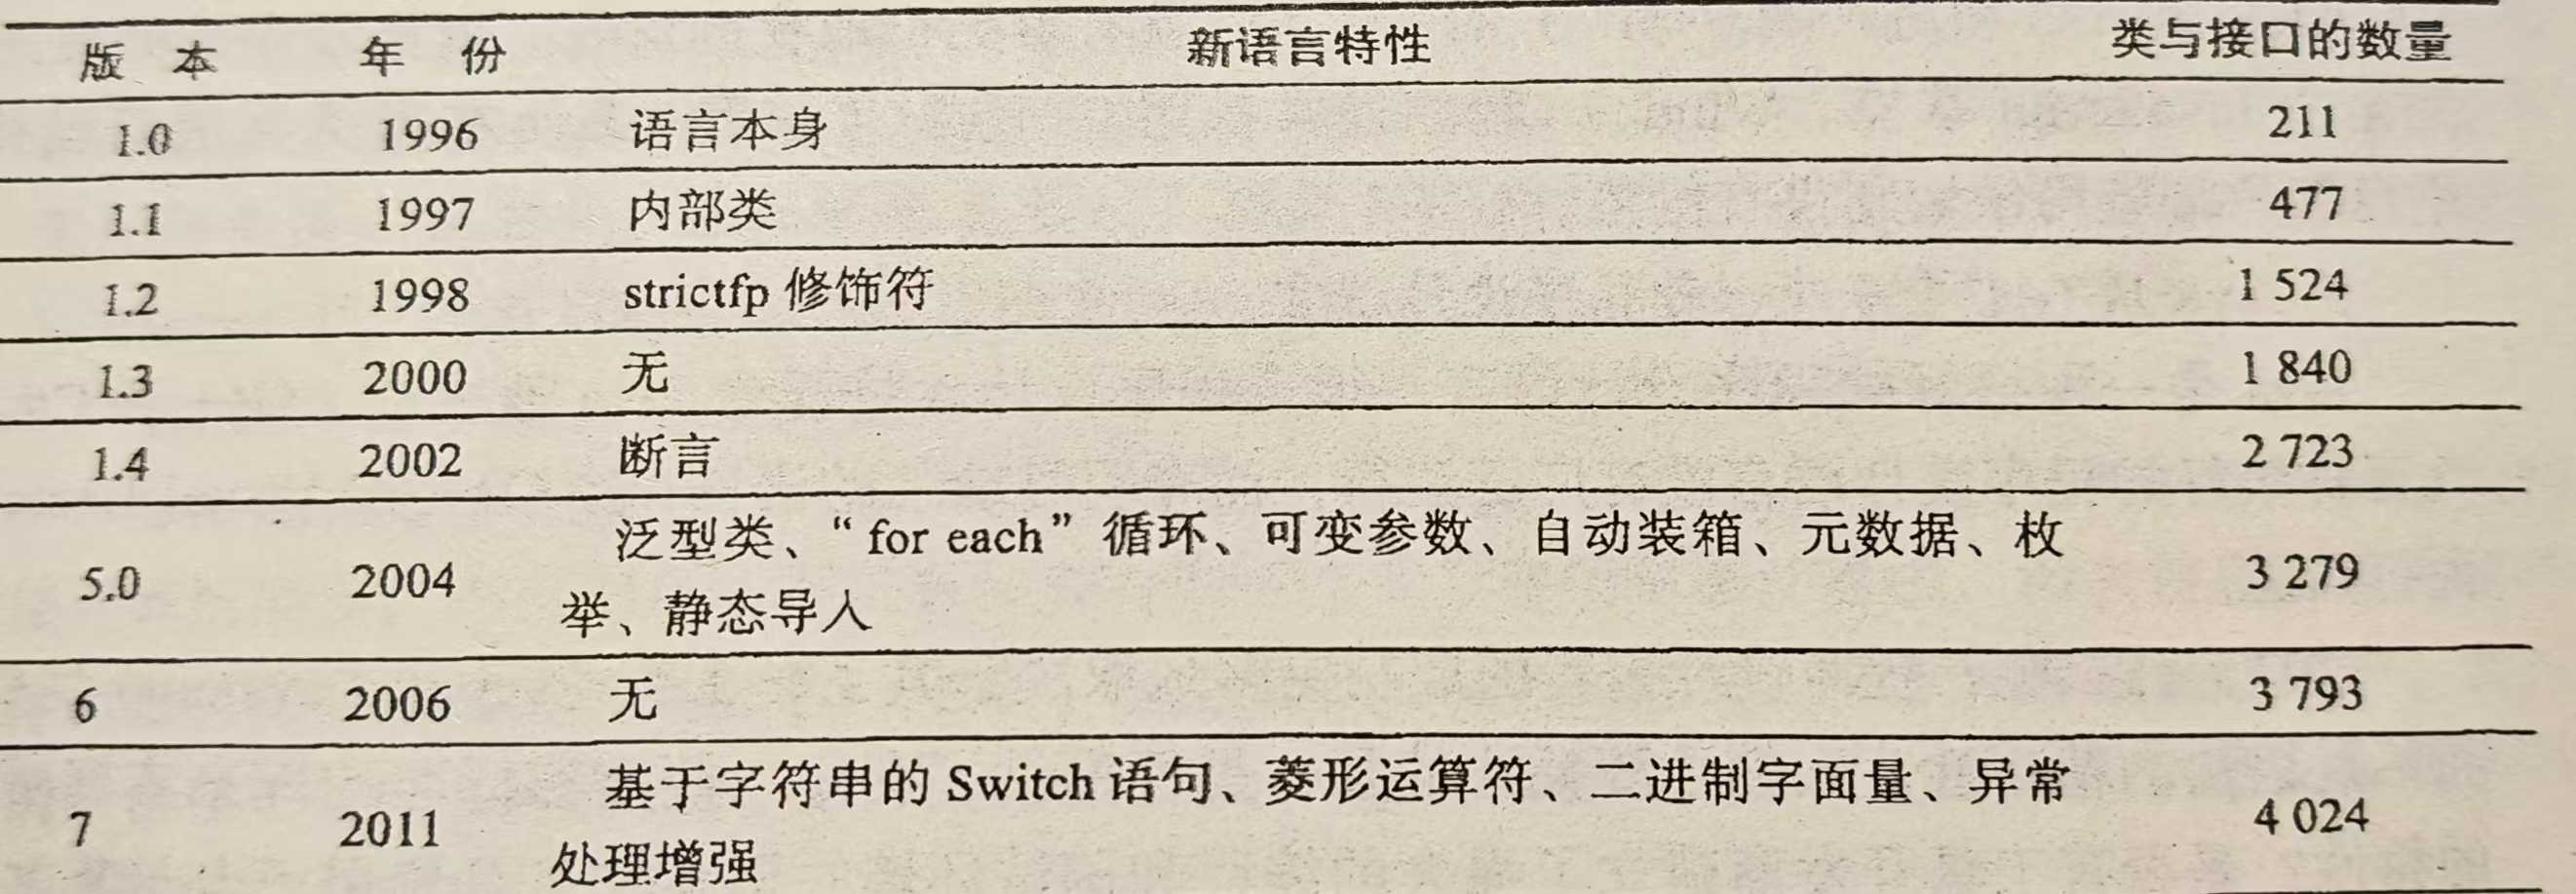 版 本 年 份 新语言特性 类与接口的数量
1.0 1996 语言本身 211
1.1 1997 内部类 477
1.2 1998 strictfp 修饰符 1 524
1.3 2000 无 1 840
1.4 2002 断言 2 723
泛型类、“for each”循环、可变参数、自动装箱、元数据、枚
5.0 2004 3 279
举、静态导入
6 2006 无 3 793
基于字符串的 Switch 语句、菱形运算符、二进制字面量、异常
7 2011 4 024
处理增强